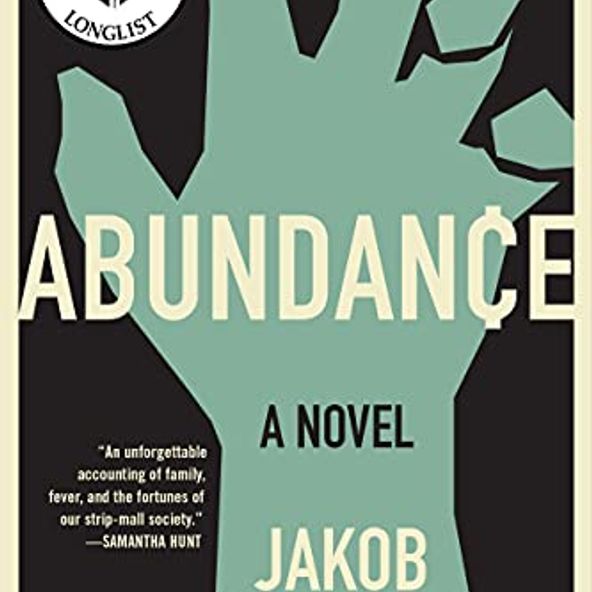 LONGLIST
ABUNDAN¢E
A NOVEL
"An unforgettable
accounting of family,
fever, and the fortunes of
our strip-mall society."
—SAMANTHA HUNT
JAKOB